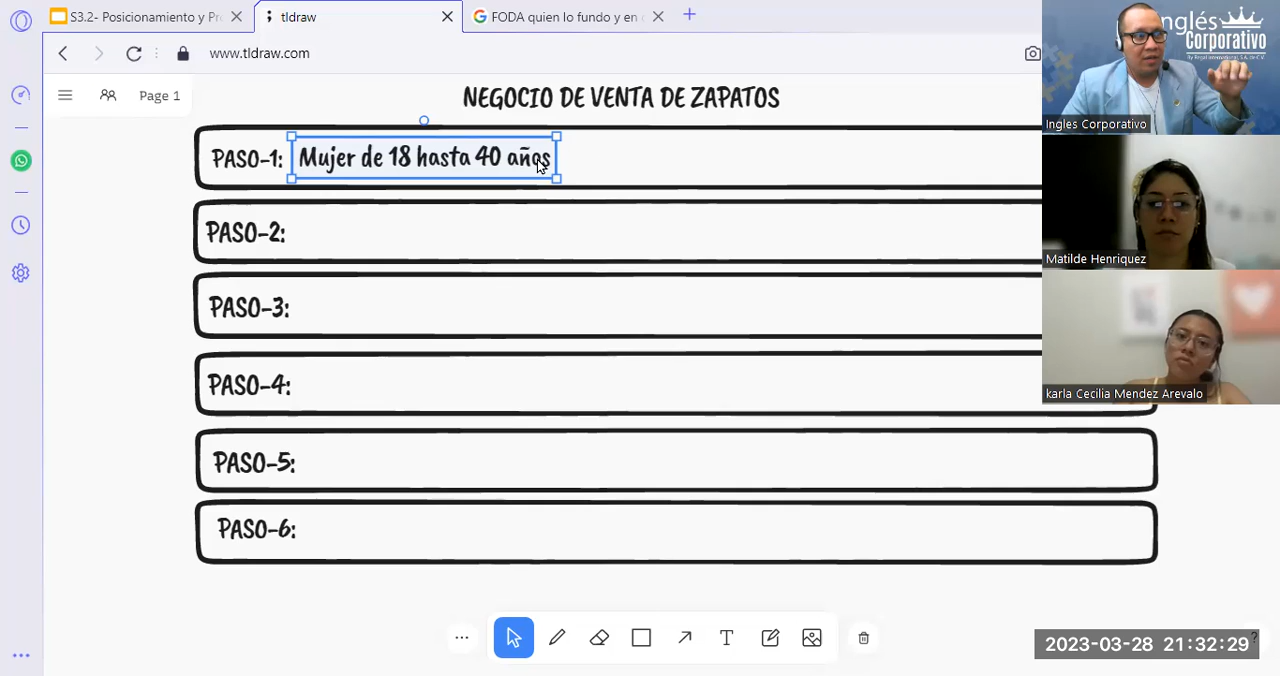 S3.2- Posicionamiento y Pr
tldraw
FODA quien lo fundo y en
www.tldraw.com
Page 1
NEGOCIO DE VENTA DE ZAPATOS
PASO-1: Mujer de 18 hasta 40 años
PASO-2:
PASO-3:
PASO-4:
PASO-5:
PASO-6:
Inglés
Corporativo
Ingles Corporativo
Matilde Henriquez
karla Cecilia Mendez Arevalo
T
2023-03-28 21:32:29
?